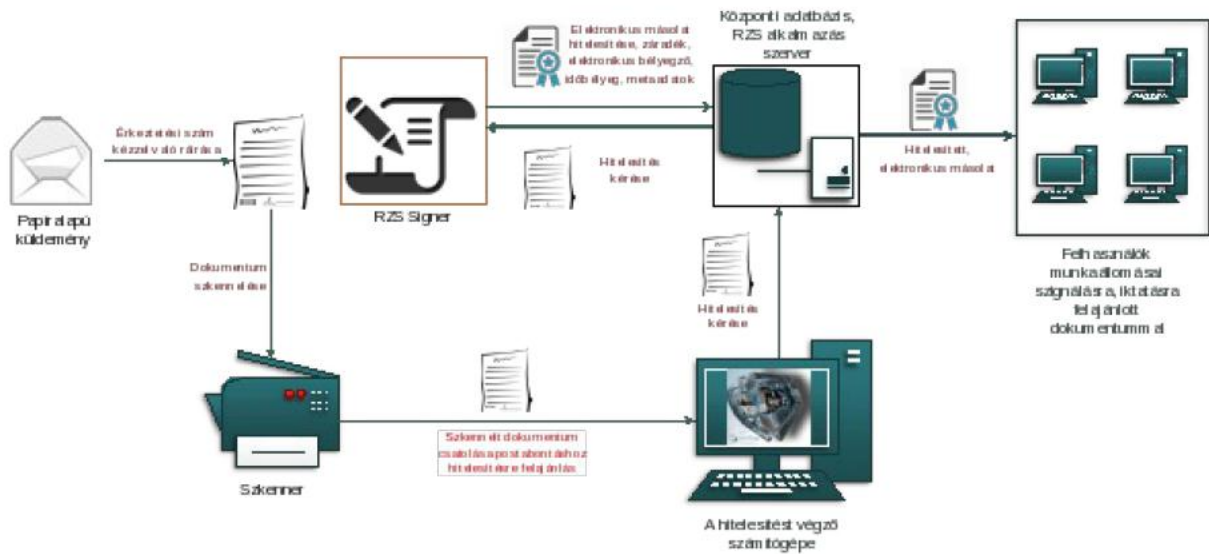 Érkeztetési szám
kézzel való ráírása
Papír alapú
küldemény
Dokumentum
szkennelése
Szkenner
Szkennelt dokumentum
csatolása postabontáshoz
hitelesítésre felajánlás
A hitelesítést végző
számítógépe
Hitelesítés
kérése
RZS Signer
Elektronikus másolat
hitelesítése, záradék,
elektronikus bélyegző,
időbélyeg, metaadatok
Hitelesítés
kérése
Központi adatbázis,
RZS alkalmazás
szerver
Hitelesített,
elektronikus másolat
Felhasználók
munkaállomásai
szignálásra, iktatásra
felajánlott
dokumentummal